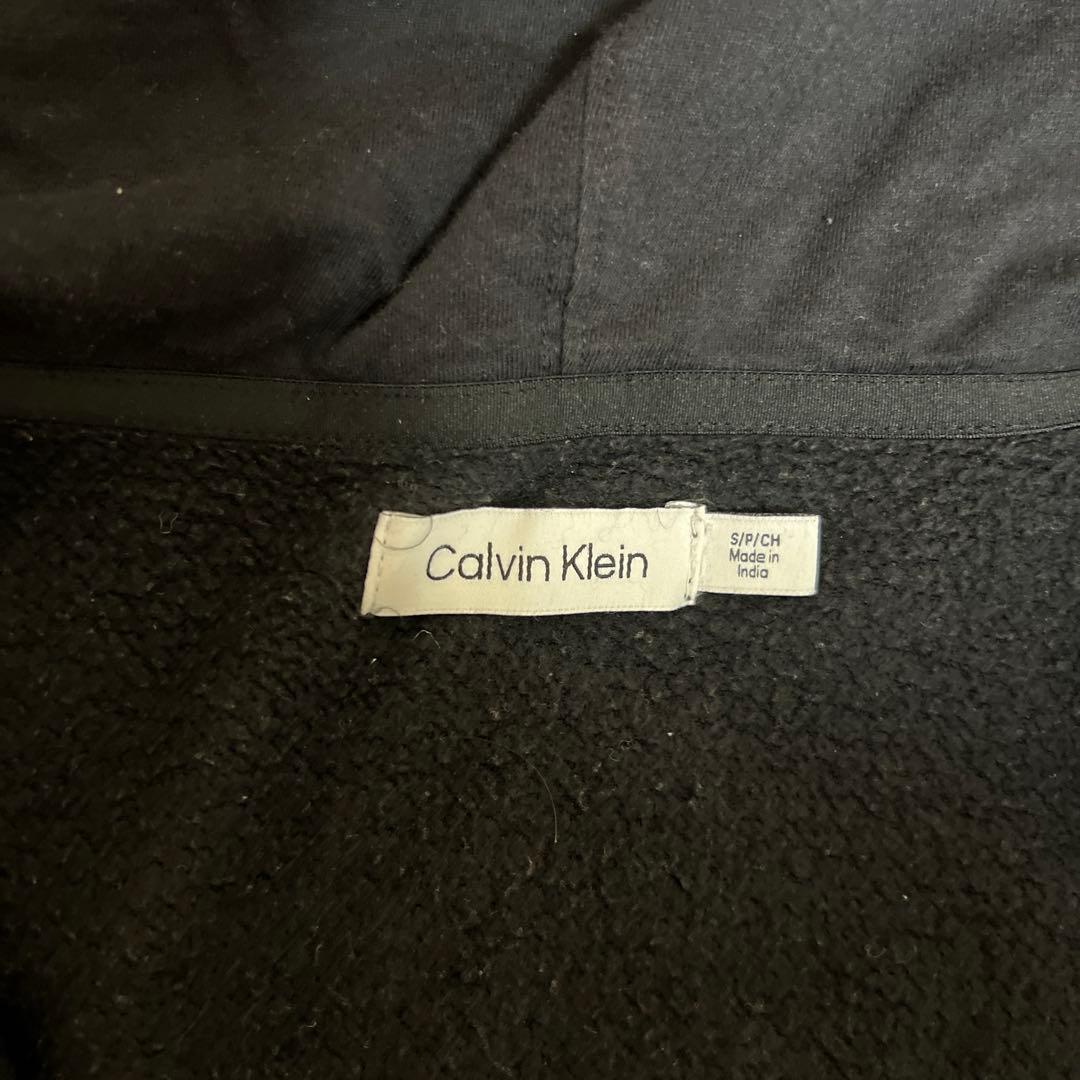 Calvin Klein
S/P/CH
Made in
India